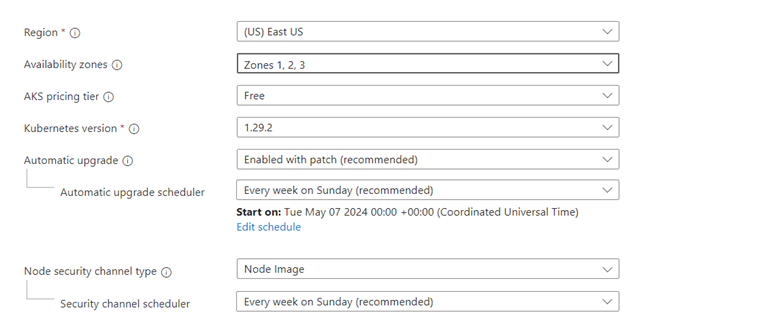 Region * (US) East US
Availability zones Zones 1, 2, 3
AKS pricing tier Free
Kubernetes version * 1.29.2
Automatic upgrade Enabled with patch (recommended)
Automatic upgrade scheduler Every week on Sunday (recommended)
Start on: Tue May 07 2024 00:00 +00:00 (Coordinated Universal Time)
Edit schedule
Node security channel type Node Image
Security channel scheduler Every week on Sunday (recommended)